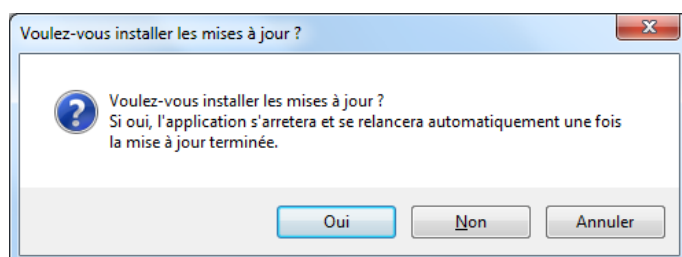 Voulez-vous installer les mises à jour ?
Voulez-vous installer les mises à jour ?
Si oui, l'application s'arretera et se relancera automatiquement une fois
la mise à jour terminée.
Oui Non Annuler